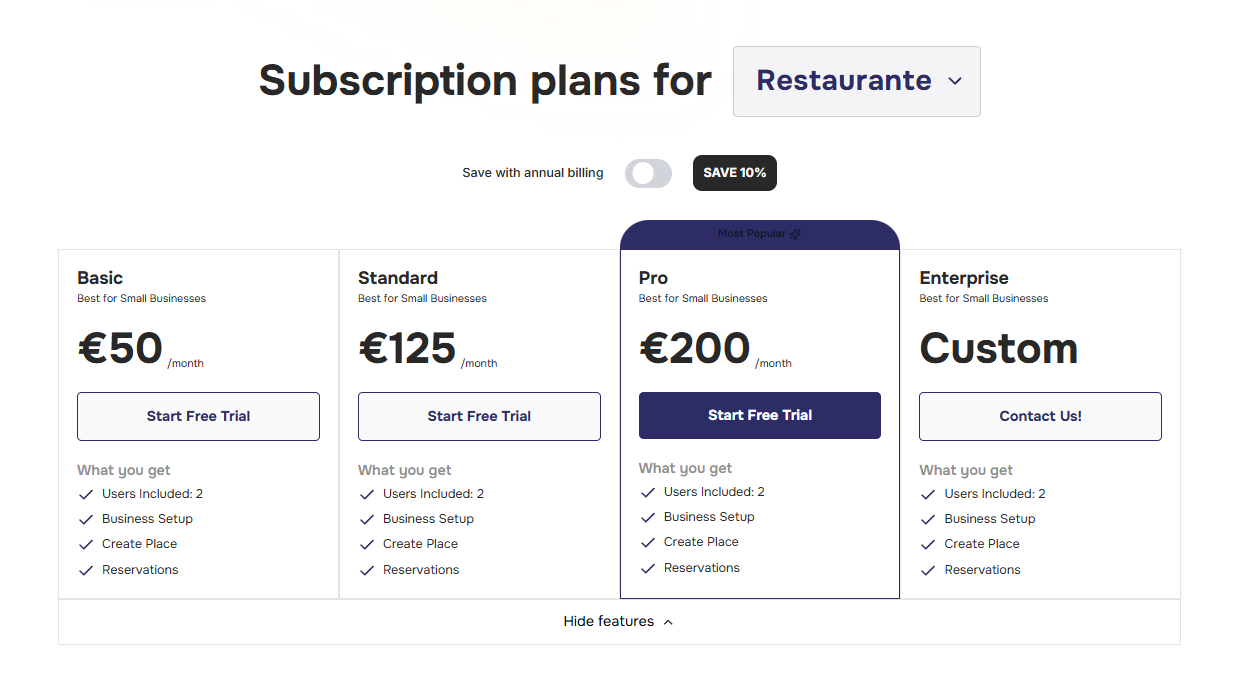 Subscription plans for
Restaurante
Save with annual billing
SAVE 10%
Most Popular
Basic
Best for Small Businesses
€50 /month
Start Free Trial
What you get
Users Included: 2
Business Setup
Create Place
Reservations
Standard
Best for Small Businesses
€125 /month
Start Free Trial
What you get
Users Included: 2
Business Setup
Create Place
Reservations
Pro
Best for Small Businesses
€200 /month
Start Free Trial
What you get
Users Included: 2
Business Setup
Create Place
Reservations
Enterprise
Best for Small Businesses
Custom
Contact Us!
What you get
Users Included: 2
Business Setup
Create Place
Reservations
Hide features